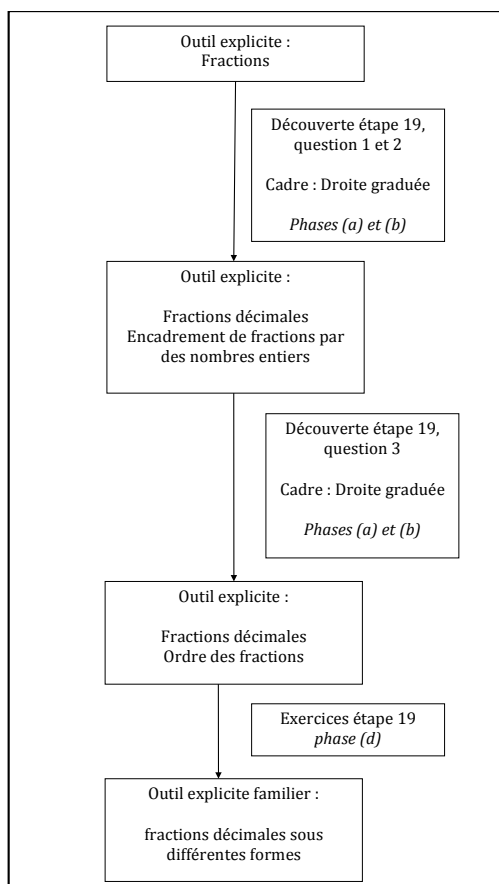 Outil explicite :
Fractions
Découverte étape 19,
question 1 et 2
Cadre : Droite graduée
Phases (a) et (b)
Outil explicite :
Fractions décimales
Encadrement de fractions par
des nombres entiers
Découverte étape 19,
question 3
Cadre : Droite graduée
Phases (a) et (b)
Outil explicite :
Fractions décimales
Ordre des fractions
Exercices étape 19
phase (d)
Outil explicite familier :
fractions décimales sous
différentes formes